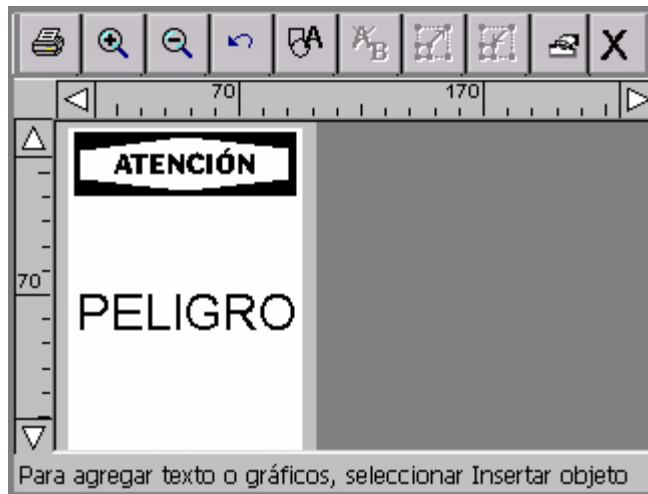 A
A B
70 170
ATENCIÓN
70
PELIGRO
Para agregar texto o gráficos, seleccionar Insertar objeto